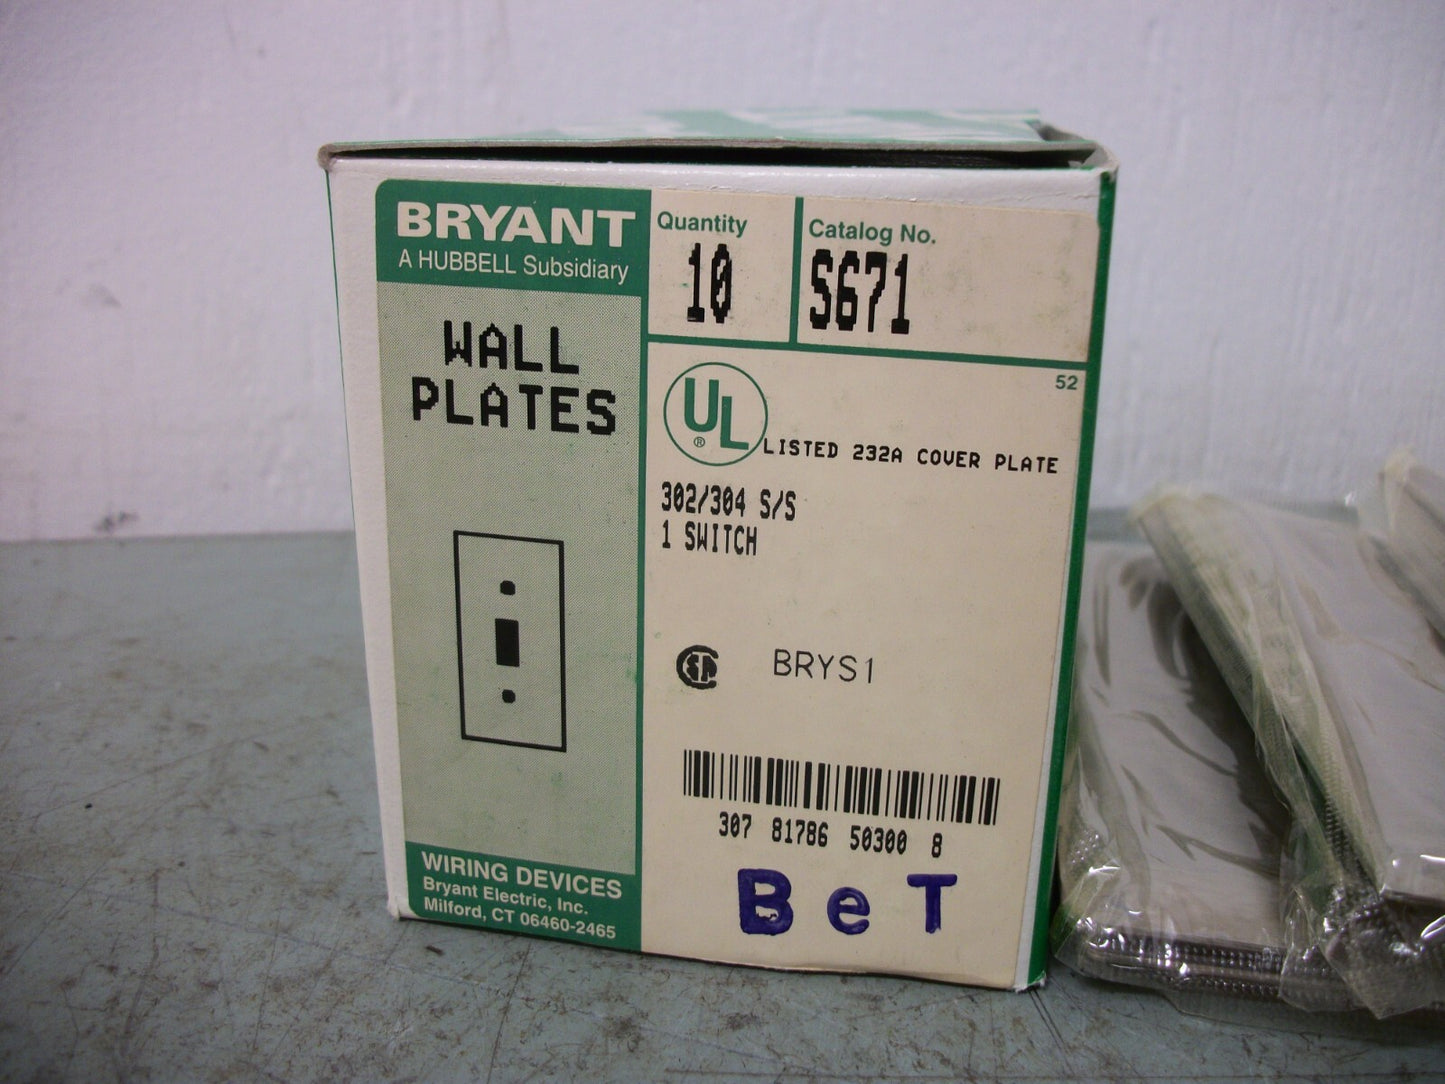 BRYANT
A HUBBELL Subsidiary
Quantity
10
Catalog No.
S671
WALL
PLATES
52
UL
®
LISTED 232A COVER PLATE
302/304 S/S
1 SWITCH
BRYS1
307 81786 50300 8
BeT
WIRING DEVICES
Bryant Electric, Inc.
Milford, CT 06460-2465